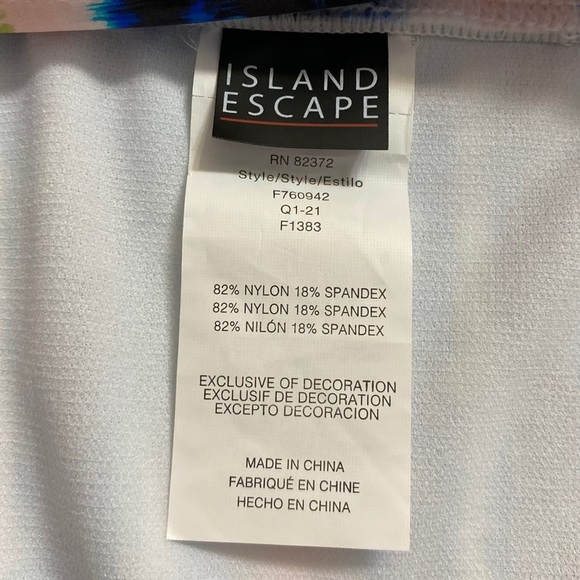 ISLAND
ESCAPE
RN 82372
Style/Style/Estilo
F760942
Q1-21
F1383
82% NYLON 18% SPANDEX
82% NYLON 18% SPANDEX
82% NILÓN 18% SPANDEX
EXCLUSIVE OF DECORATION
EXCLUSIF DE DECORATION
EXCEPTO DECORACION
MADE IN CHINA
FABRIQUÉ EN CHINE
HECHO EN CHINA